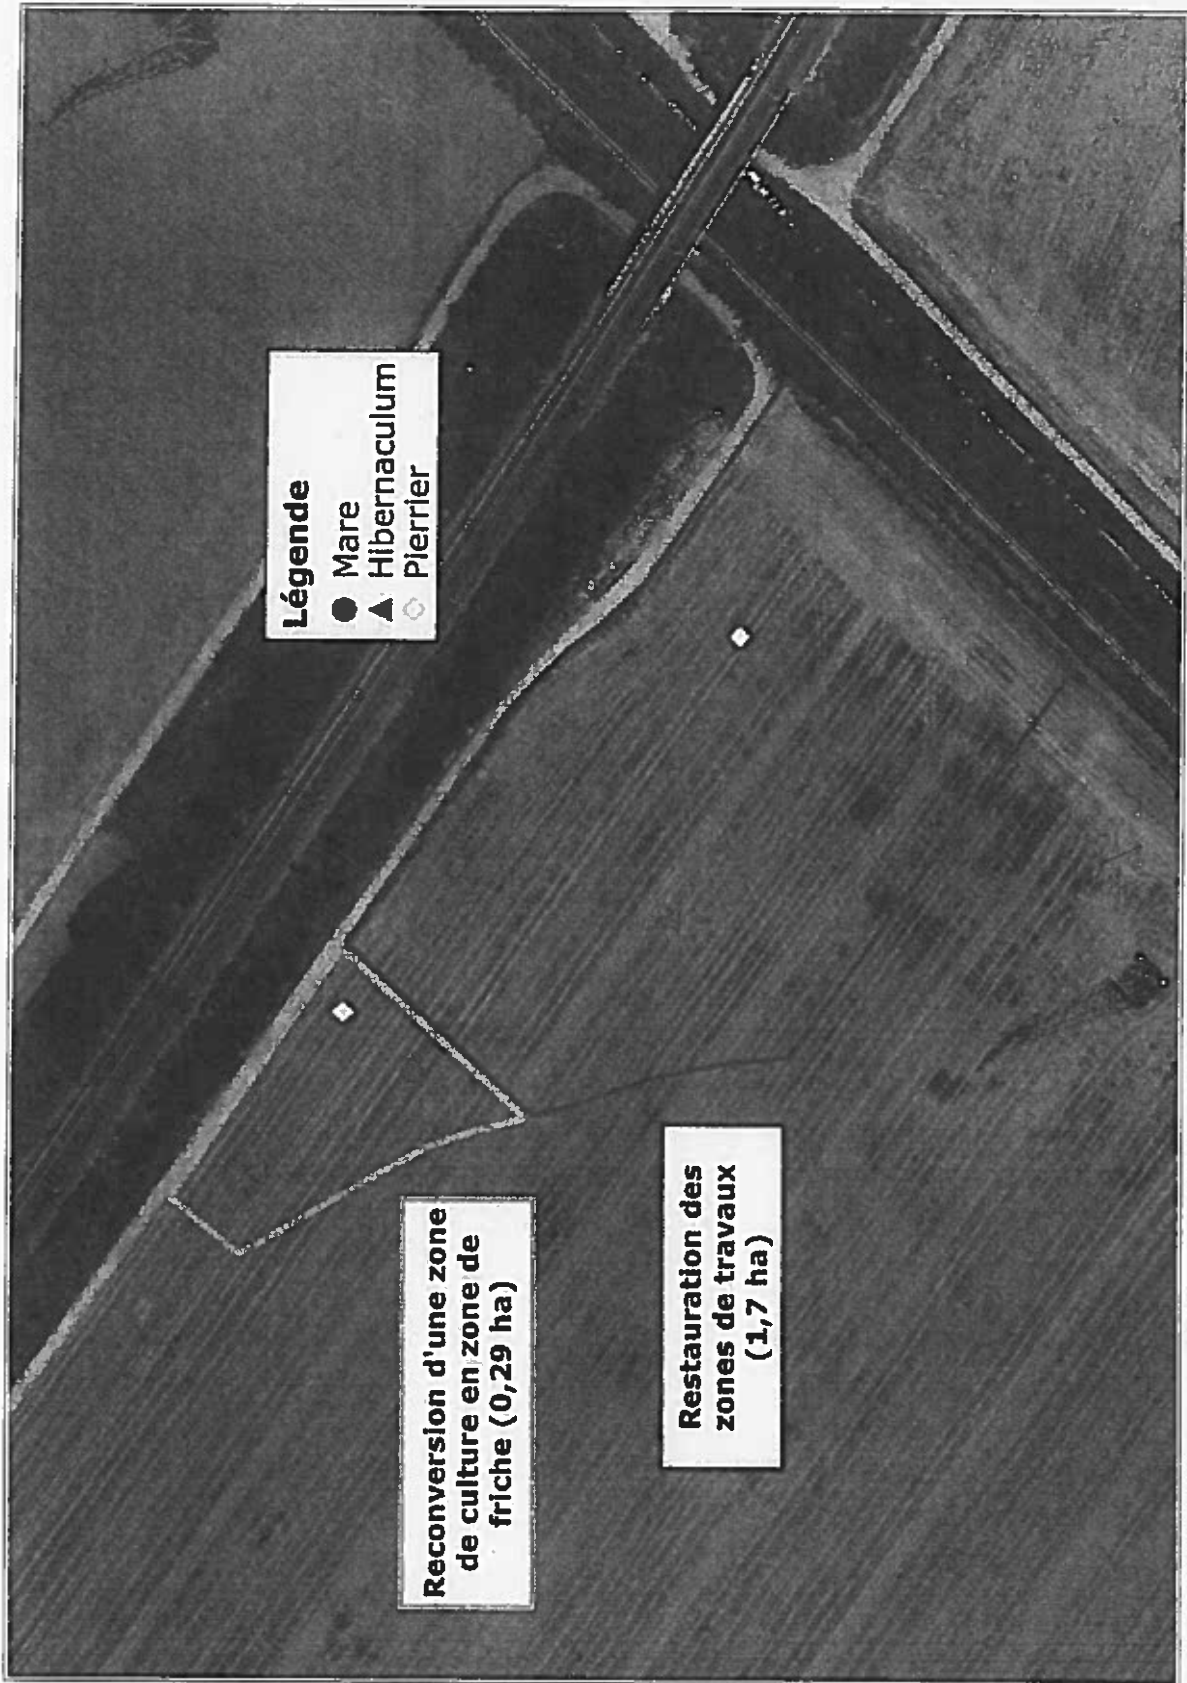 Légende
Mare
Hibernaculum
Pierrier
Reconversion d'une zone
de culture en zone de
friche (0,29 ha)
Restauration des
zones de travaux
(1,7 ha)